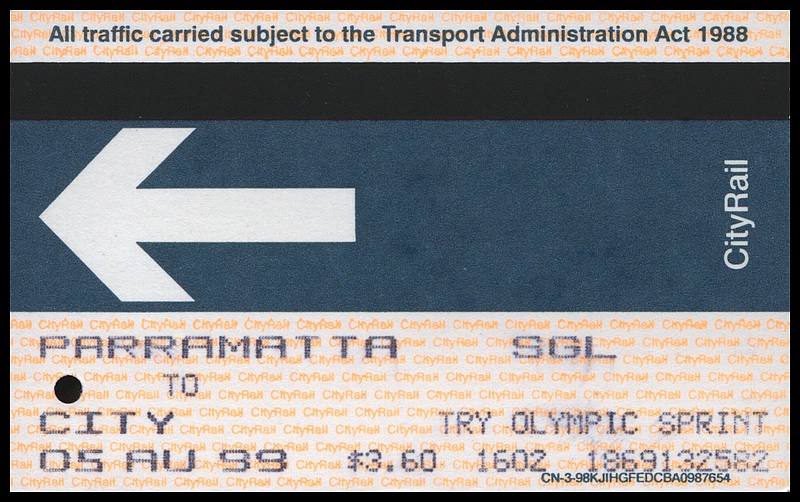 All traffic carried subject to the Transport Administration Act 1988
CityRail
PARRAMATTA SGL
TO
CITY TRY OLYMPIC SPRINT
05 AU 99 *3.60 1602 1869132582
CN-3-98KJIHGFEDCBA0987654